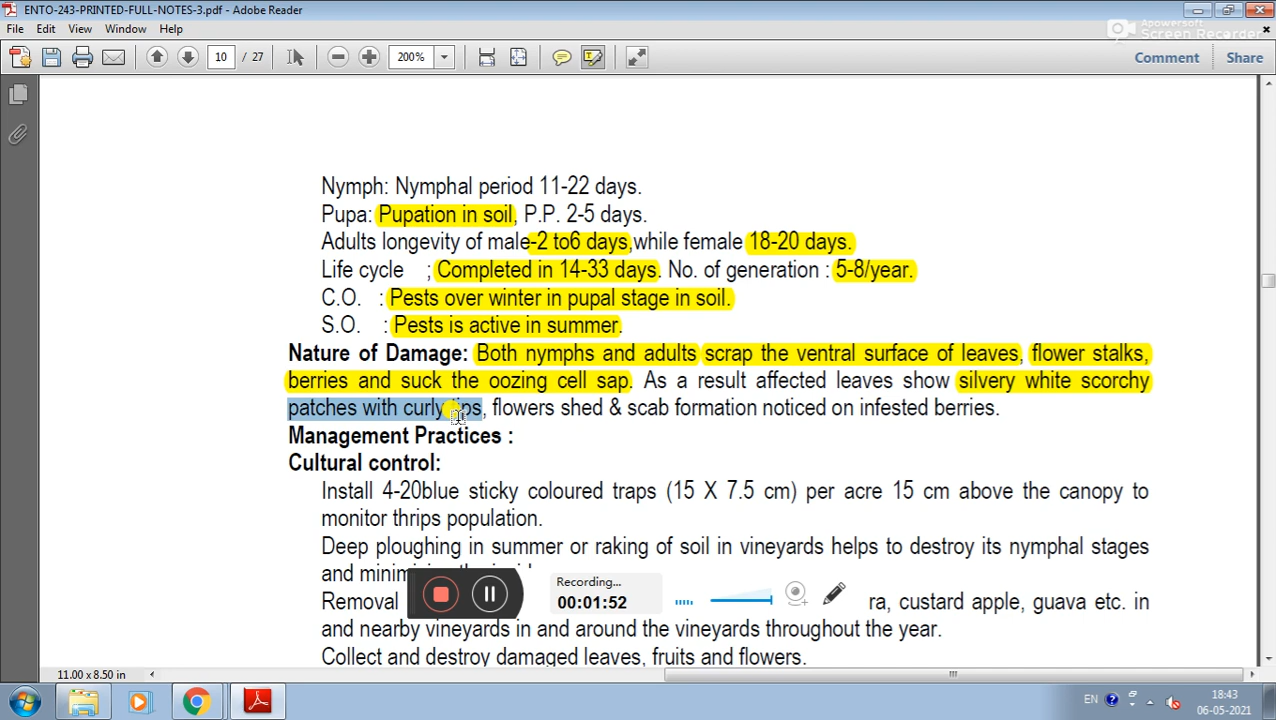 ENTO-243-PRINTED-FULL-NOTES-3.pdf - Adobe Reader
File Edit View Window Help
Apowersoft
Screen Recorder
10 / 27 200% Comment Share
Nymph: Nymphal period 11-22 days.
Pupa: Pupation in soil, P.P. 2-5 days.
Adults longevity of male-2 to6 days,while female 18-20 days.
Life cycle ; Completed in 14-33 days. No. of generation : 5-8/year.
C.O. : Pests over winter in pupal stage in soil.
S.O. : Pests is active in summer.
Nature of Damage: Both nymphs and adults scrap the ventral surface of leaves, flower stalks,
berries and suck the oozing cell sap. As a result affected leaves show silvery white scorchy
patches with curly tips, flowers shed & scab formation noticed on infested berries.
Management Practices :
Cultural control:
Install 4-20blue sticky coloured traps (15 X 7.5 cm) per acre 15 cm above the canopy to
monitor thrips population.
Deep ploughing in summer or raking of soil in vineyards helps to destroy its nymphal stages
and
Removal ra, custard apple, guava etc. in
and nearby vineyards in and around the vineyards throughout the year.
Collect and destroy damaged leaves, fruits and flowers.
Recording...
00:01:52
11.00 x 8.50 in
EN 18:43
06-05-2021